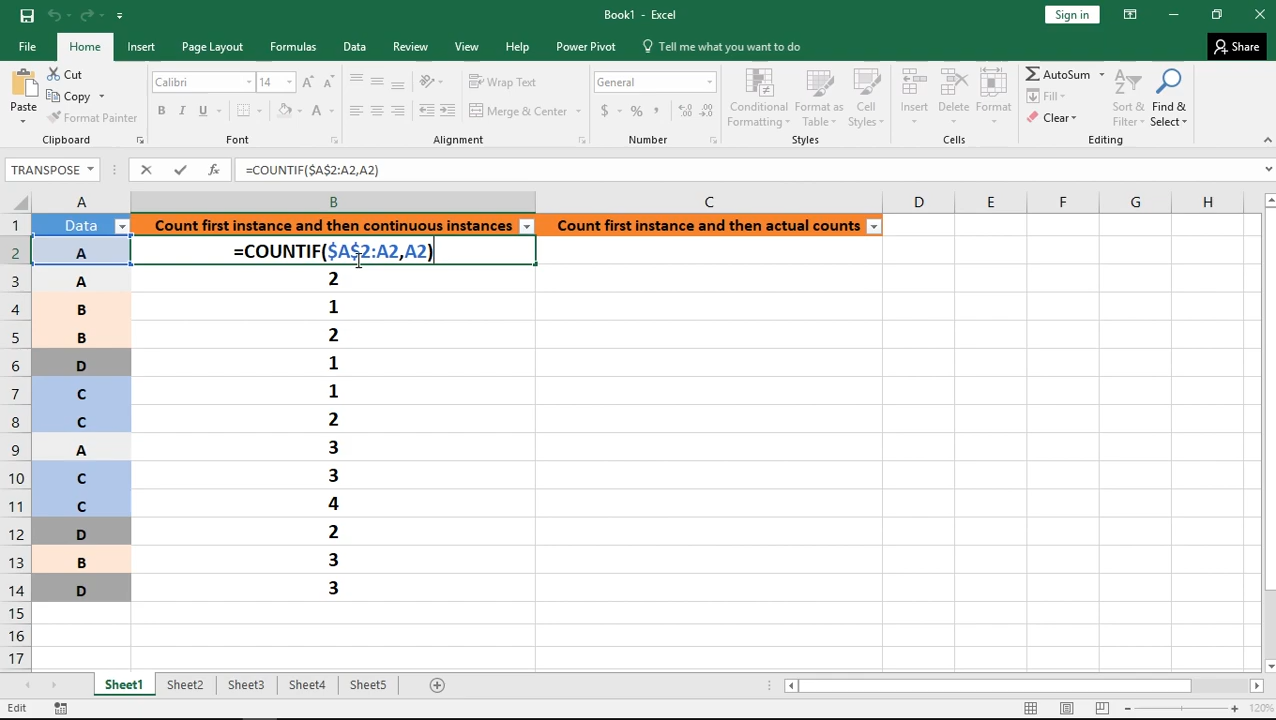 Book1 - Excel
Sign in
File Home Insert Page Layout Formulas Data Review View Help Power Pivot Tell me what you want to do Share
Paste
Cut
Copy
Format Painter
Clipboard
Calibri 14
B I U
Font
Wrap Text
Merge & Center
Alignment
General
$ % ,
Number
Conditional Formatting
Format as Table
Cell Styles
Styles
Insert
Delete
Format
Cells
AutoSum
Fill
Clear
Sort & Filter
Find & Select
Editing
TRANSPOSE fx =COUNTIF($A$2:A2,A2)
A B C D E F G H
1 Data Count first instance and then continuous instances Count first instance and then actual counts
2 A =COUNTIF($A$2:A2,A2)
3 A 2
4 B 1
5 B 2
6 D 1
7 C 1
8 C 2
9 A 3
10 C 3
11 C 4
12 D 2
13 B 3
14 D 3
15
16
17
Sheet1 Sheet2 Sheet3 Sheet4 Sheet5
Edit 120%